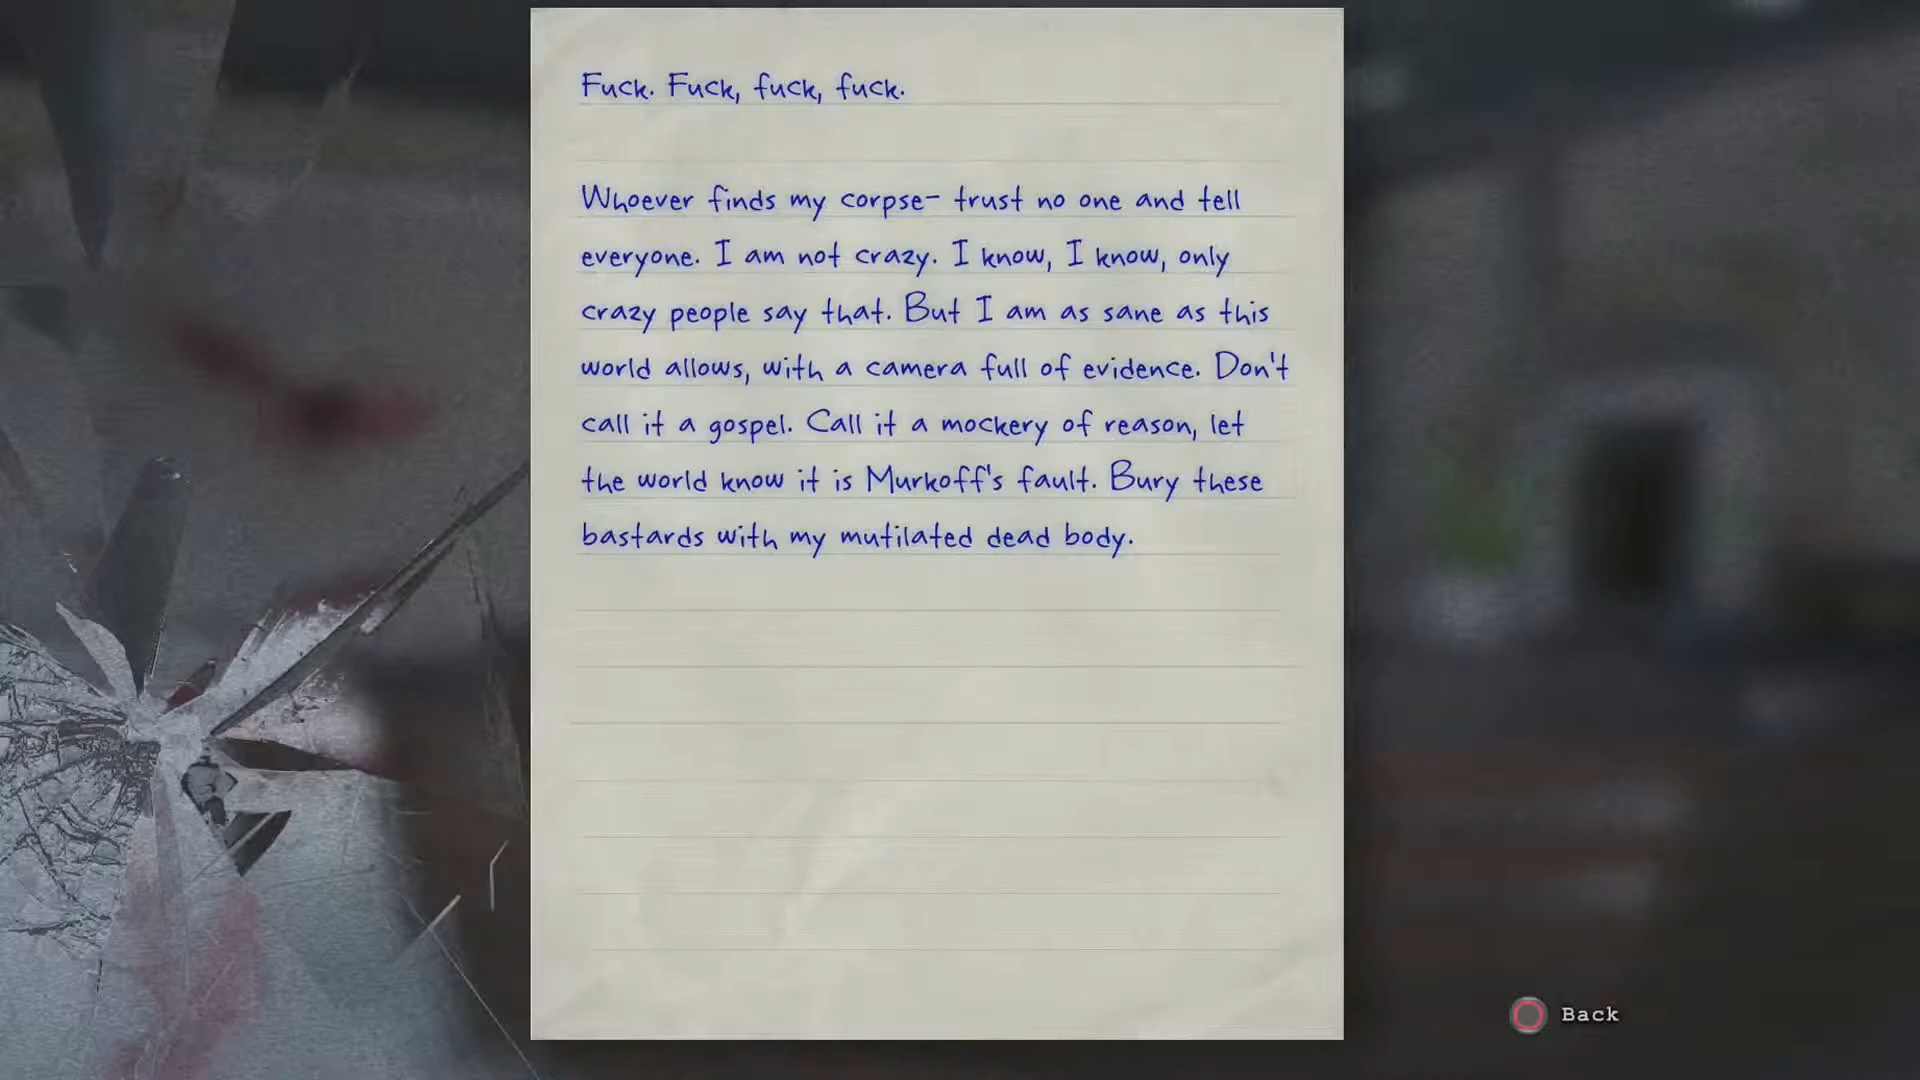 Fuck. Fuck, fuck, fuck.
Whoever finds my corpse- trust no one and tell
everyone. I am not crazy. I know, I know, only
crazy people say that. But I am as sane as this
world allows, with a camera full of evidence. Don't
call it a gospel. Call it a mockery of reason, let
the world know it is Murkoff's fault. Bury these
bastards with my mutilated dead body.
Back